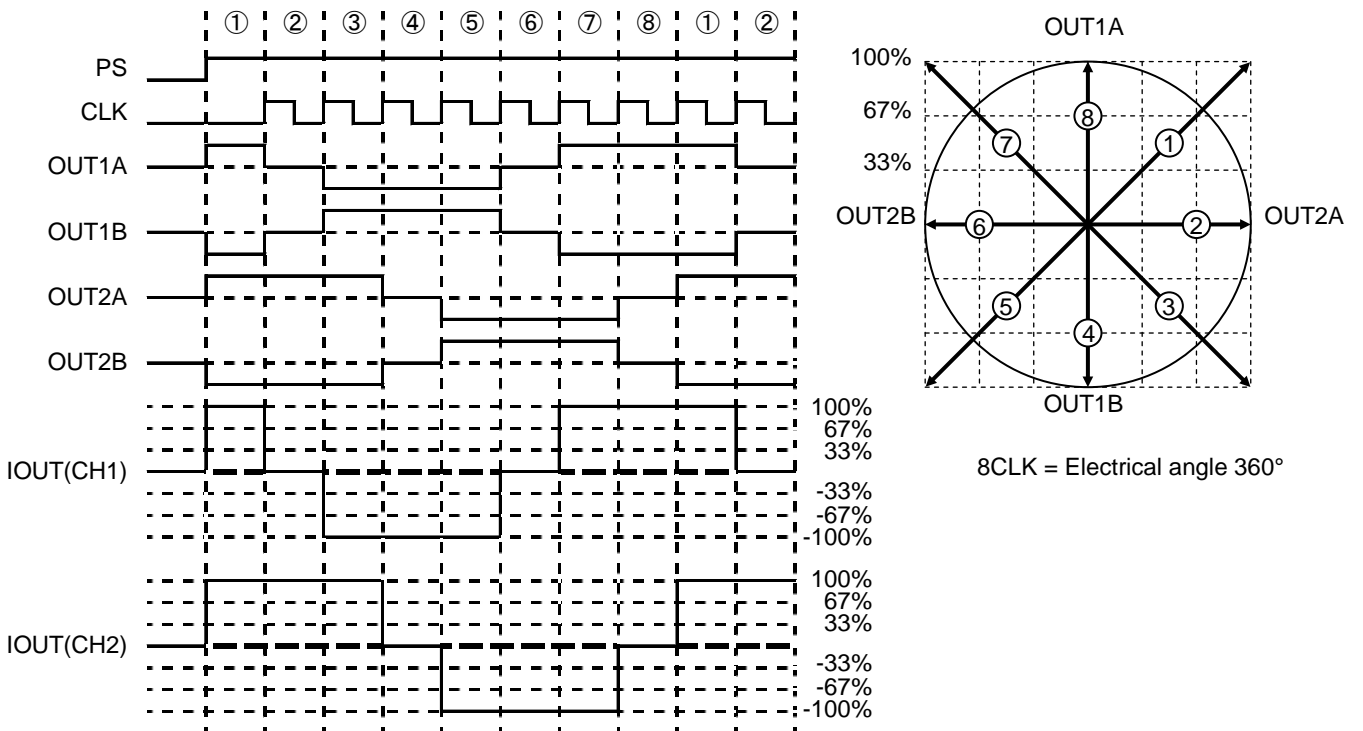 ① ② ③ ④ ⑤ ⑥ ⑦ ⑧ ① ②
PS
CLK
OUT1A
OUT1B
OUT2A
OUT2B
100%
67%
33%
IOUT(CH1)
-33%
-67%
-100%
100%
67%
33%
IOUT(CH2)
-33%
-67%
-100%
OUT1A
100%
67%
33%
⑧
⑦ ①
OUT2B ⑥ ② OUT2A
⑤ ③
④
OUT1B
8CLK = Electrical angle 360°